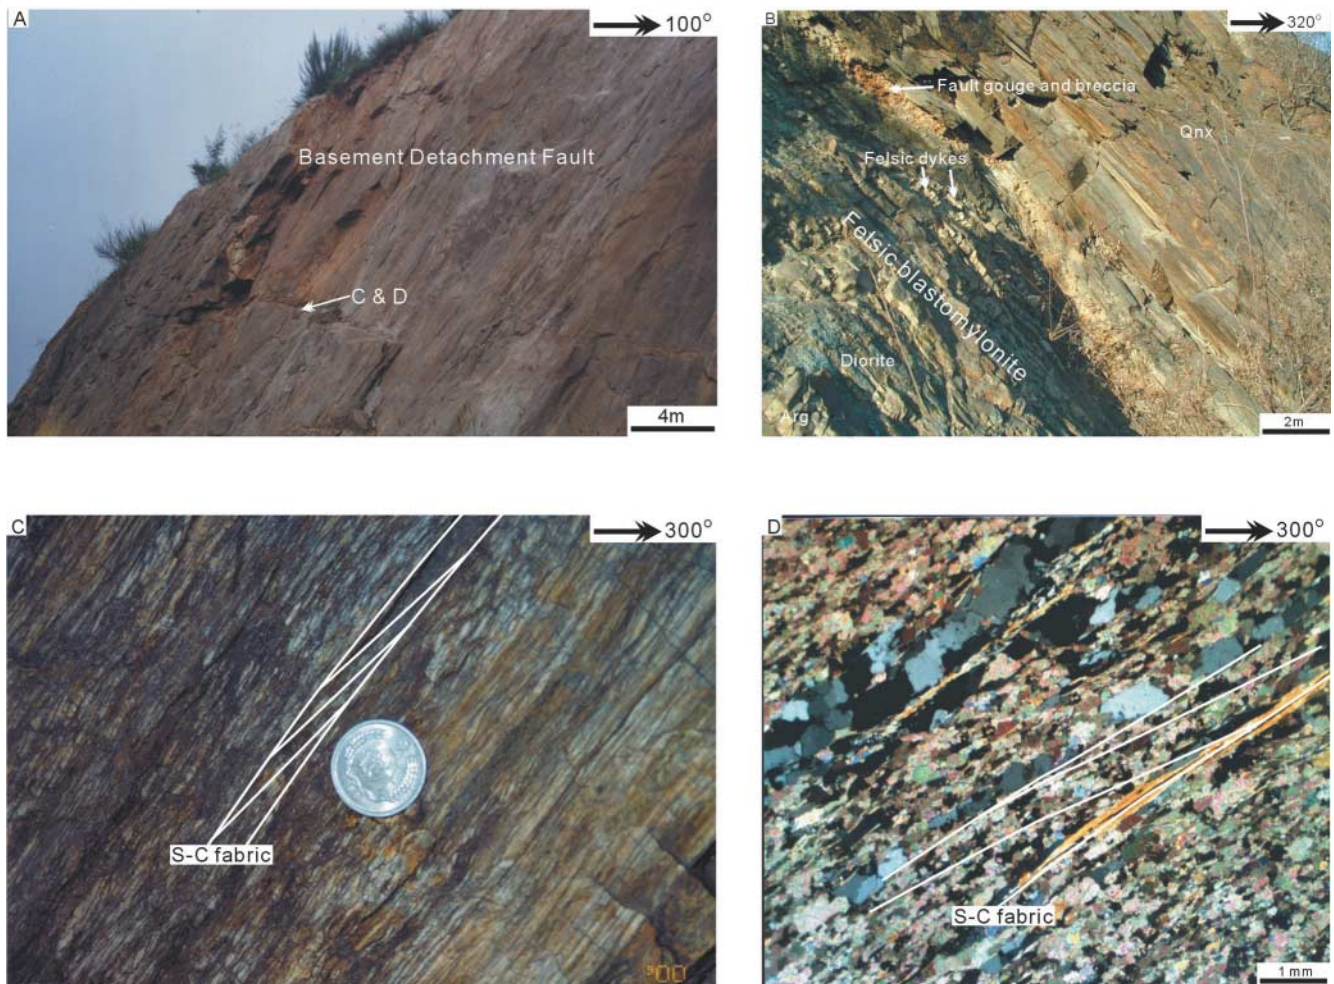 A
100°
Basement Detachment Fault
C & D
4m
B
320°
Fault gouge and breccia
Qnx
Felsic dykes
Felsic blastomylonite
Diorite
Arg
2m
C
300°
S-C fabric
D
300°
S-C fabric
1 mm